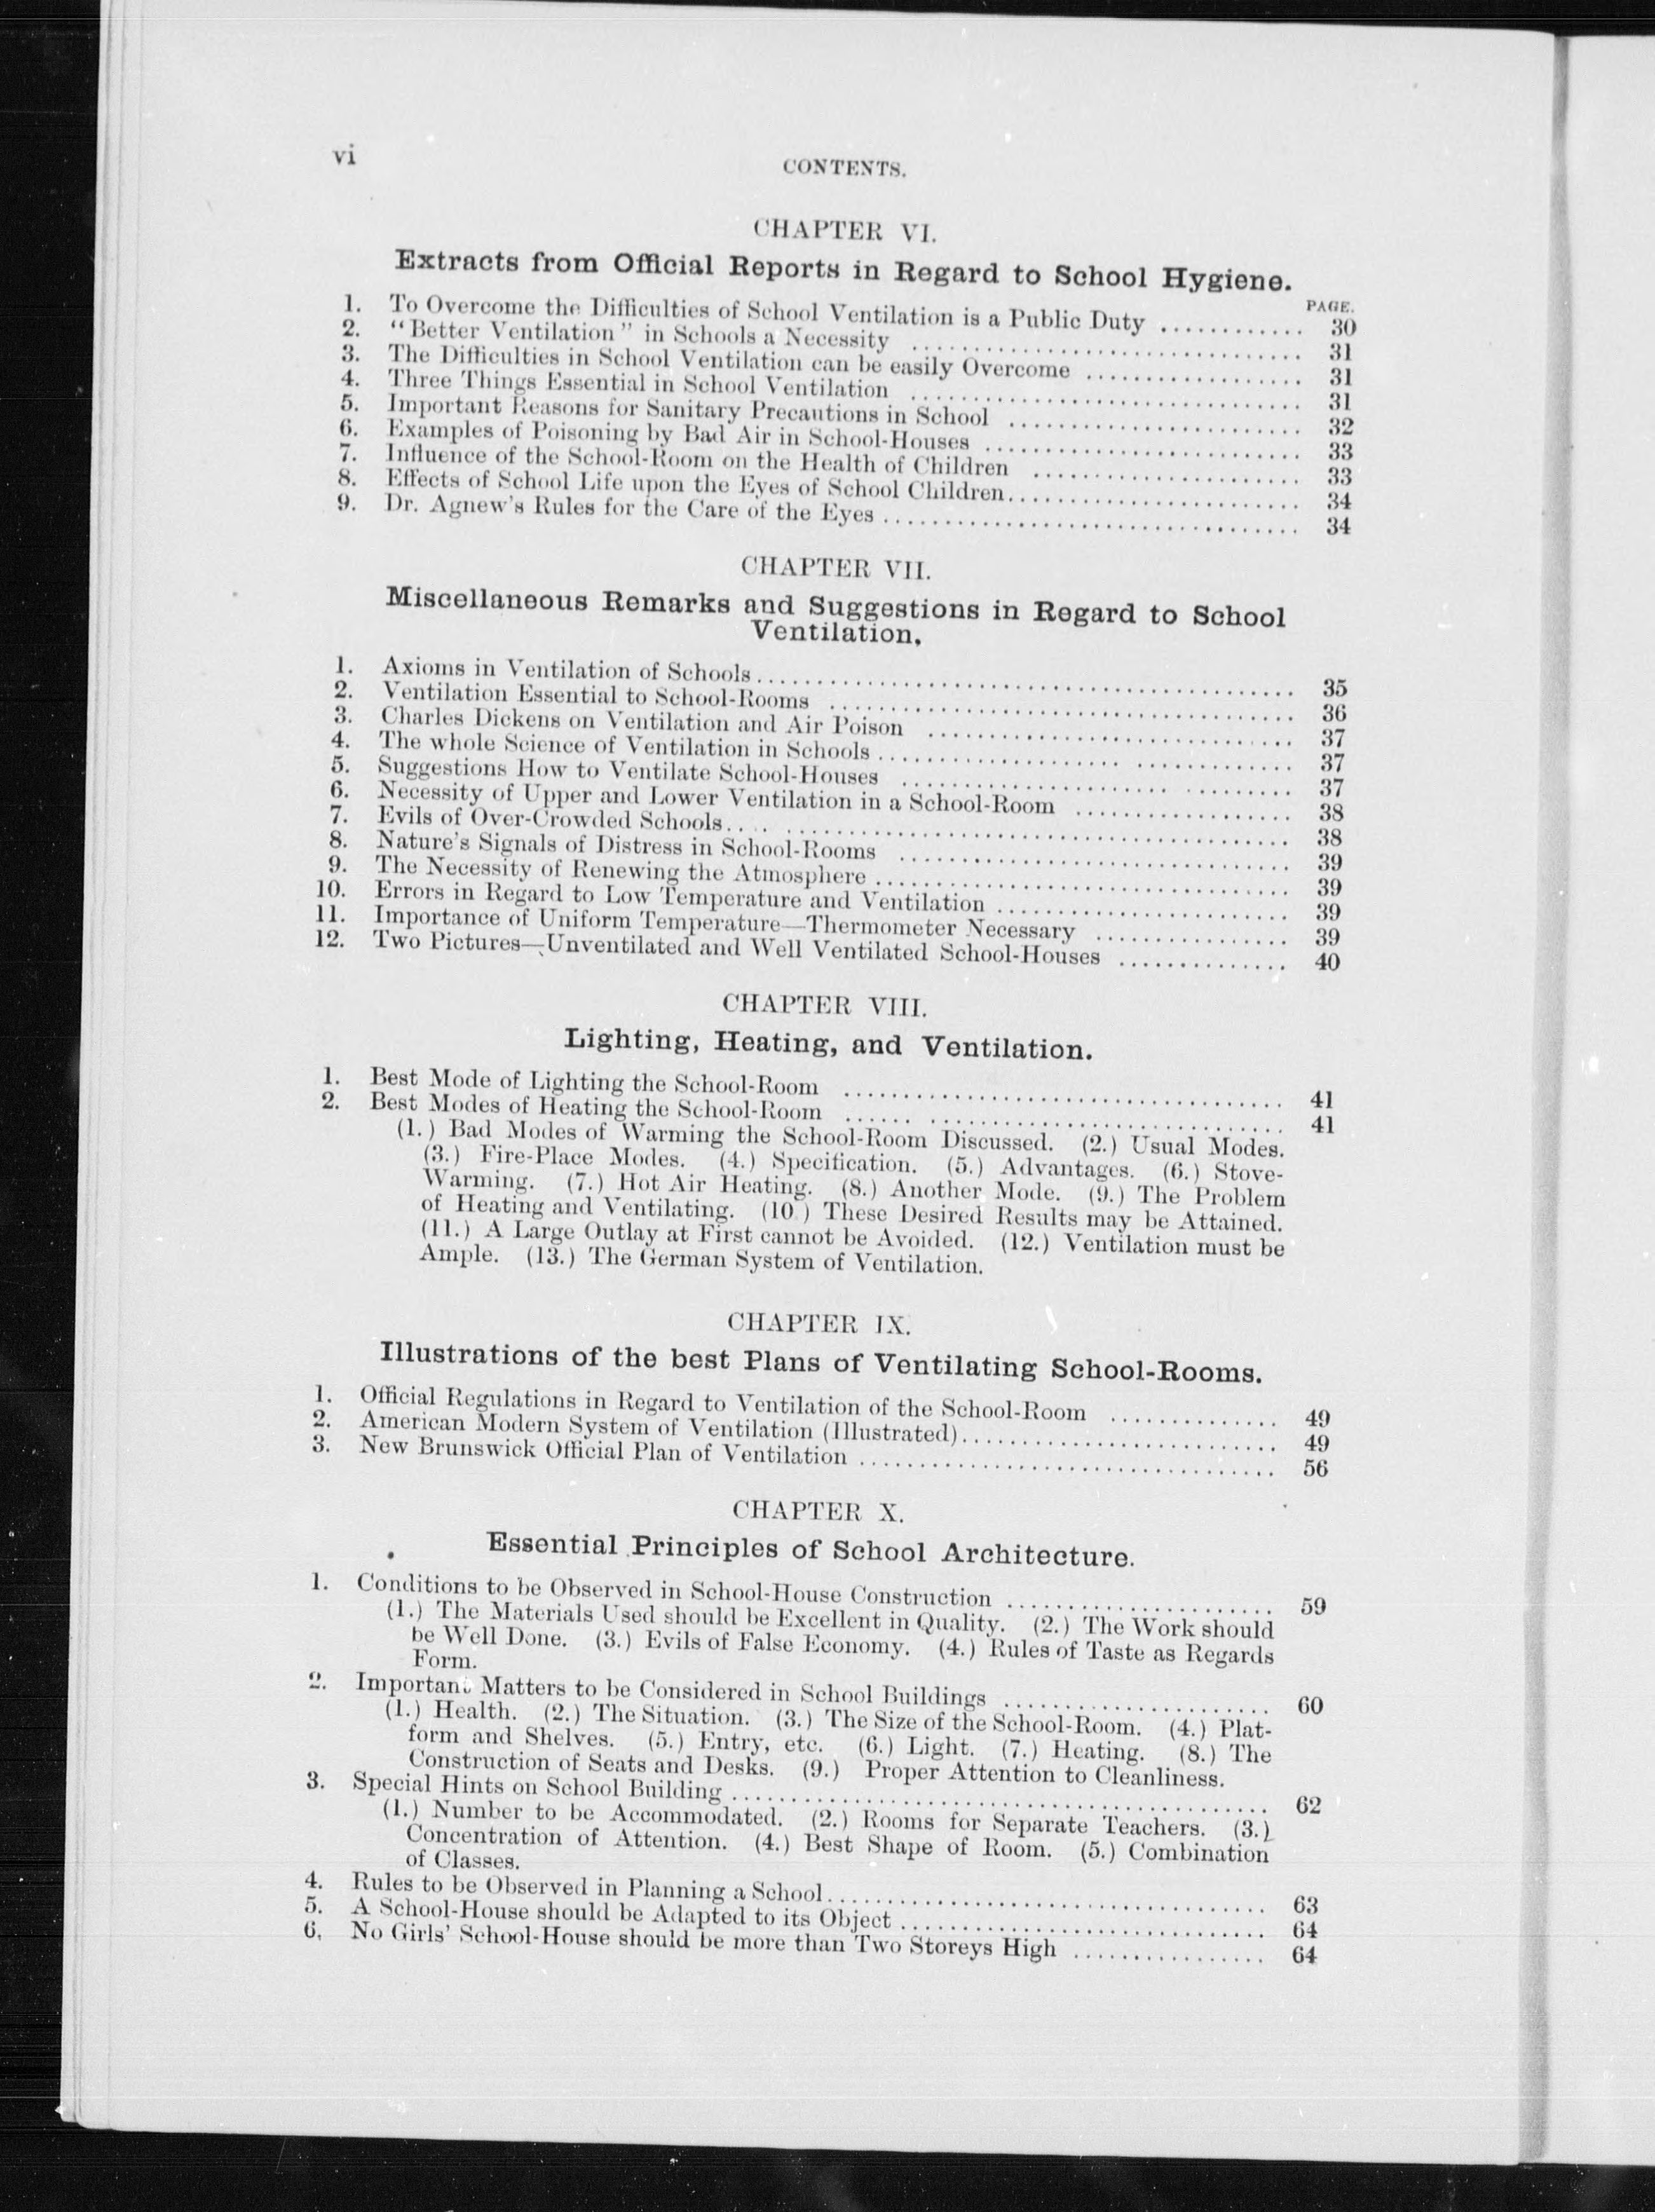 vi
CONTENTS.
CHAPTER VI.
Extracts from Official Reports in Regard to School Hygiene.
PAGE.
1. To Overcome the Difficulties of School Ventilation is a Public Duty ............ 30
2. "Better Ventilation" in Schools a Necessity ................................. 31
3. The Difficulties in School Ventilation can be easily Overcome .................. 31
4. Three Things Essential in School Ventilation ................................. 31
5. Important Reasons for Sanitary Precautions in School ......................... 32
6. Examples of Poisoning by Bad Air in School-Houses ........................... 33
7. Influence of the School-Room on the Health of Children ....................... 33
8. Effects of School Life upon the Eyes of School Children......................... 34
9. Dr. Agnew's Rules for the Care of the Eyes ................................... 34
CHAPTER VII.
Miscellaneous Remarks and Suggestions in Regard to School
Ventilation.
1. Axioms in Ventilation of Schools............................................. 35
2. Ventilation Essential to School-Rooms ....................................... 36
3. Charles Dickens on Ventilation and Air Poison ............................... 37
4. The whole Science of Ventilation in Schools ................................... 37
5. Suggestions How to Ventilate School-Houses ................................. 37
6. Necessity of Upper and Lower Ventilation in a School-Room .................. 38
7. Evils of Over-Crowded Schools.... .......................................... 38
8. Nature's Signals of Distress in School-Rooms ................................. 39
9. The Necessity of Renewing the Atmosphere ................................... 39
10. Errors in Regard to Low Temperature and Ventilation ......................... 39
11. Importance of Uniform Temperature—Thermometer Necessary ................ 39
12. Two Pictures—Unventilated and Well Ventilated School-Houses .............. 40
CHAPTER VIII.
Lighting, Heating, and Ventilation.
1. Best Mode of Lighting the School-Room ..................................... 41
2. Best Modes of Heating the School-Room ...... .............................. 41
(1.) Bad Modes of Warming the School-Room Discussed. (2.) Usual Modes.
(3.) Fire-Place Modes. (4.) Specification. (5.) Advantages. (6.) Stove-
Warming. (7.) Hot Air Heating. (8.) Another Mode. (9.) The Problem
of Heating and Ventilating. (10 ) These Desired Results may be Attained.
(11.) A Large Outlay at First cannot be Avoided. (12.) Ventilation must be
Ample. (13.) The German System of Ventilation.
CHAPTER IX.
Illustrations of the best Plans of Ventilating School-Rooms.
1. Official Regulations in Regard to Ventilation of the School-Room .............. 49
2. American Modern System of Ventilation (Illustrated)........................... 49
3. New Brunswick Official Plan of Ventilation ................................... 56
CHAPTER X.
Essential Principles of School Architecture.
1. Conditions to be Observed in School-House Construction ...................... 59
(1.) The Materials Used should be Excellent in Quality. (2.) The Work should
be Well Done. (3.) Evils of False Economy. (4.) Rules of Taste as Regards
Form.
2. Important Matters to be Considered in School Buildings ...................... 60
(1.) Health. (2.) The Situation. (3.) The Size of the School-Room. (4.) Plat-
form and Shelves. (5.) Entry, etc. (6.) Light. (7.) Heating. (8.) The
Construction of Seats and Desks. (9.) Proper Attention to Cleanliness.
3. Special Hints on School Building ............................................. 62
(1.) Number to be Accommodated. (2.) Rooms for Separate Teachers. (3.)
Concentration of Attention. (4.) Best Shape of Room. (5.) Combination
of Classes.
4. Rules to be Observed in Planning a School..................................... 63
5. A School-House should be Adapted to its Object ............................... 64
6. No Girls' School-House should be more than Two Storeys High ................ 64